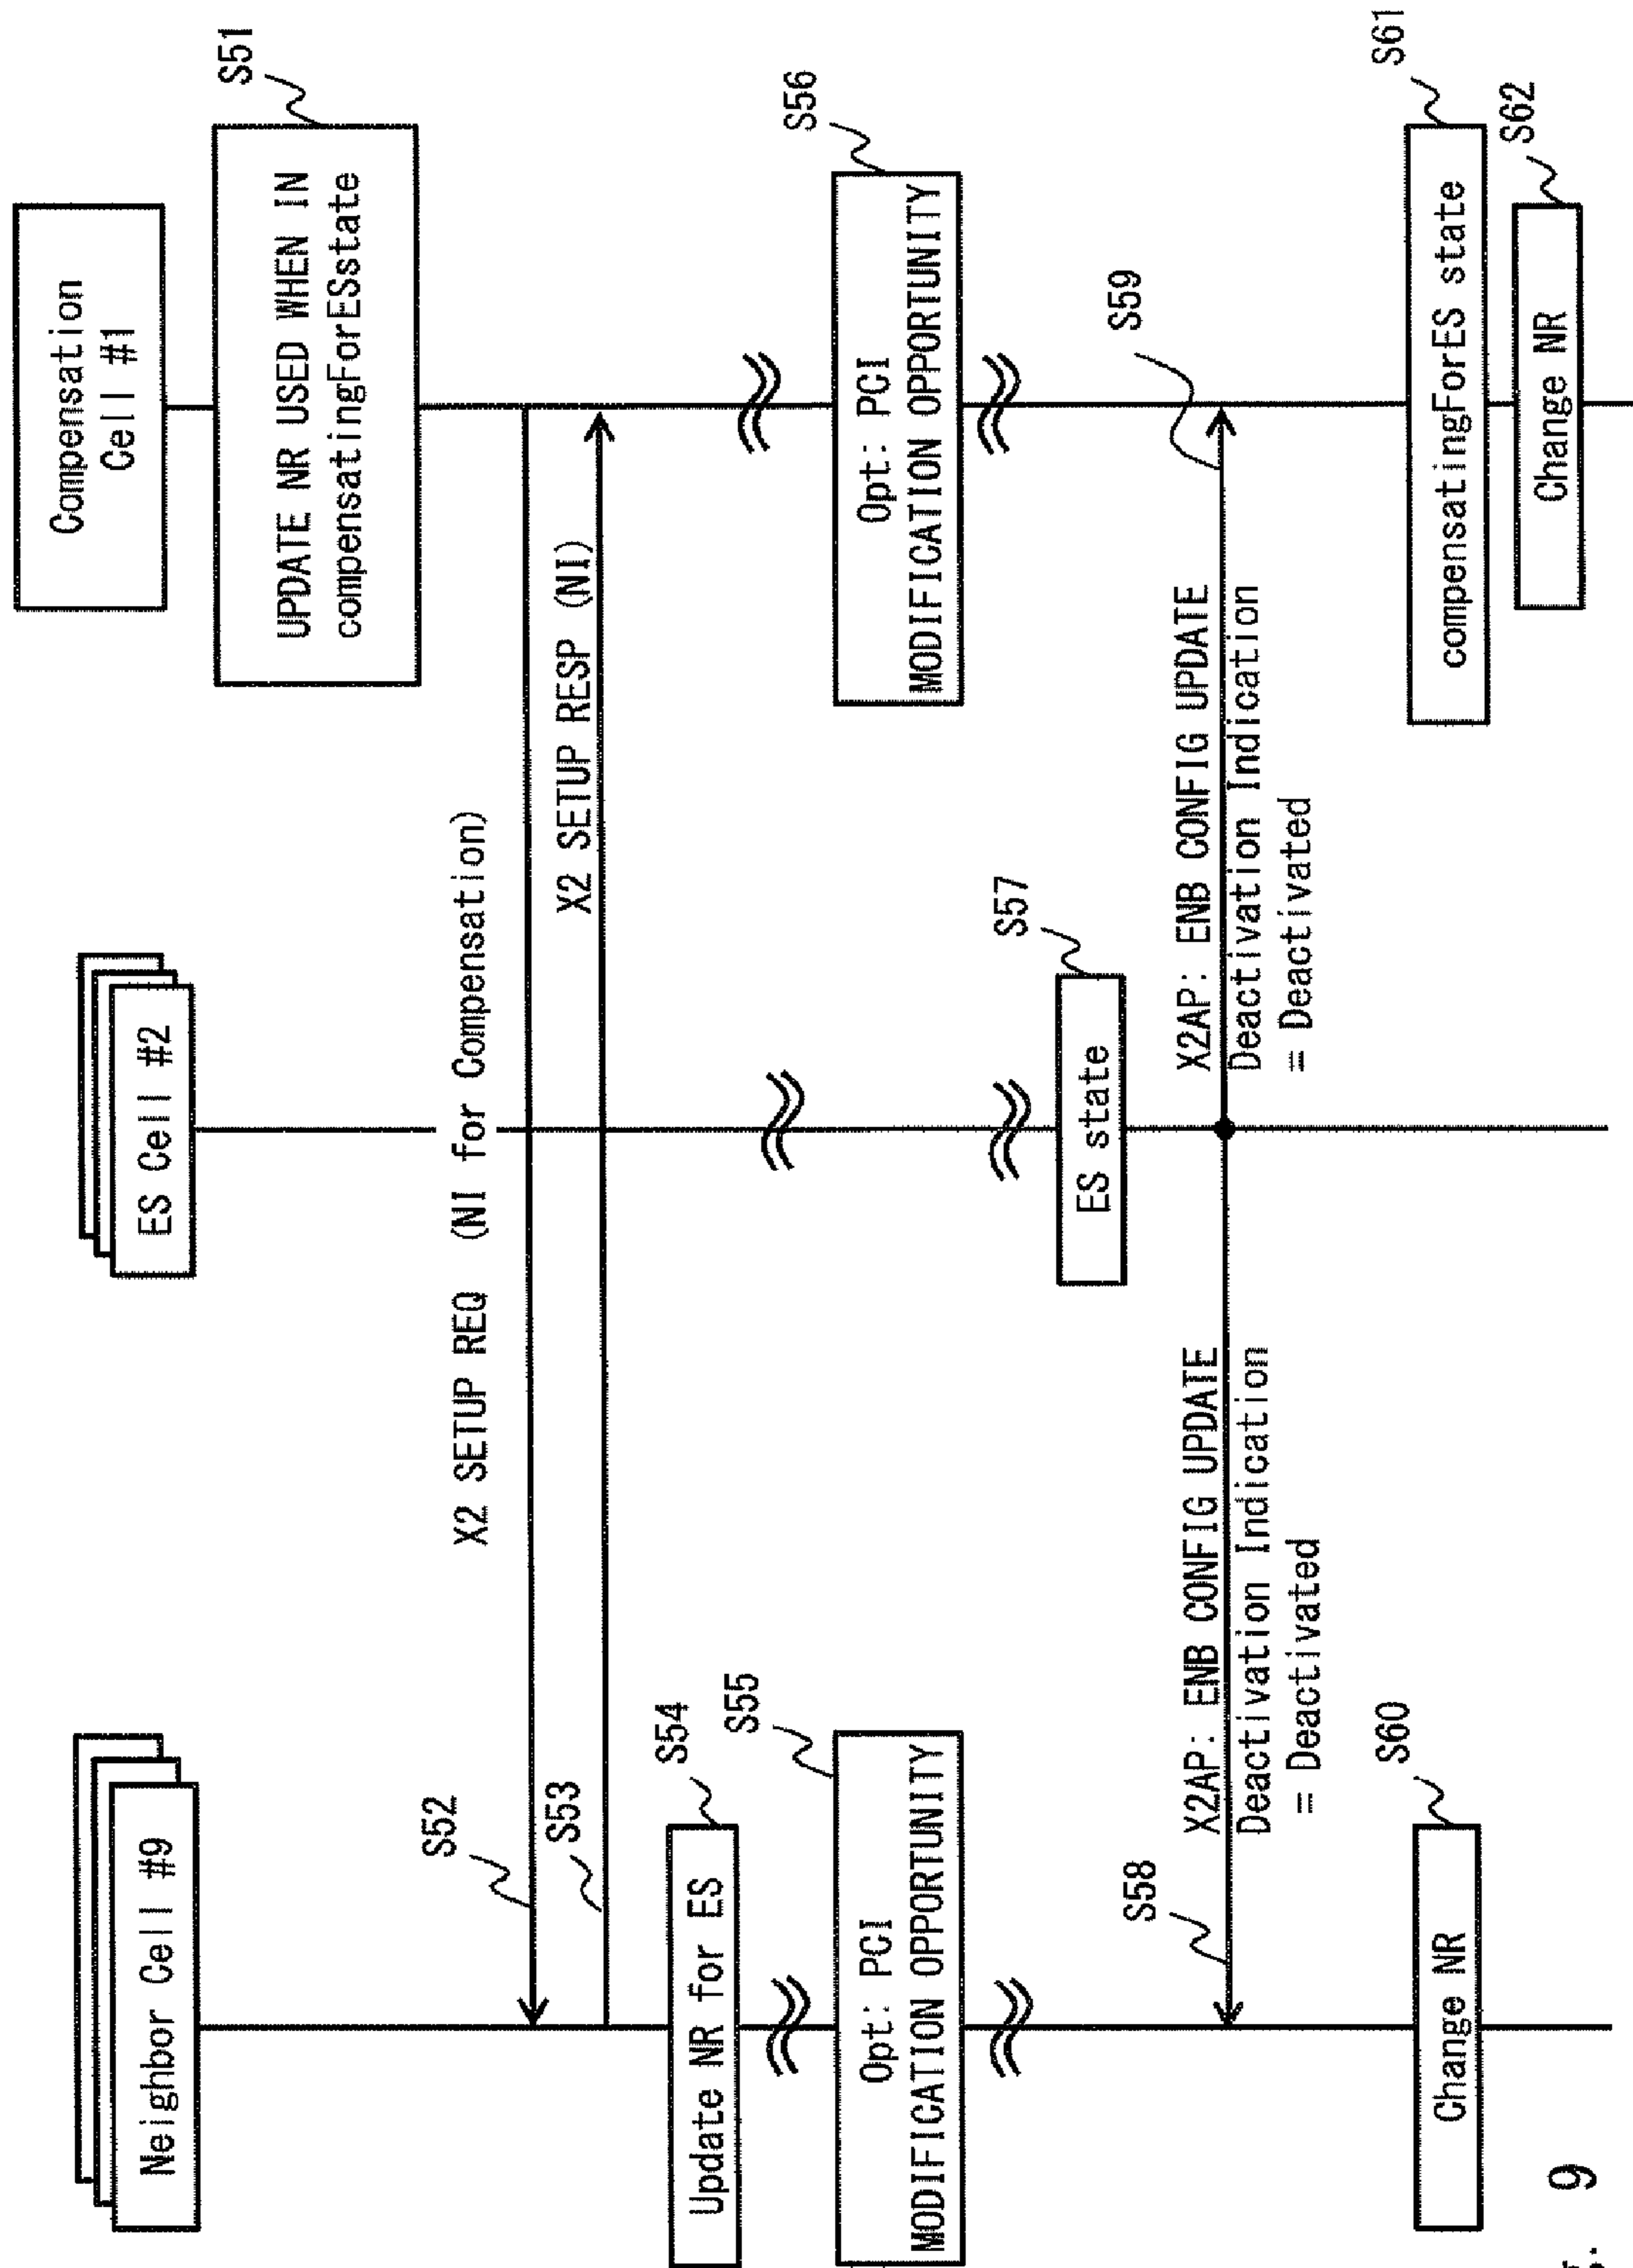 Neighbor Cell #9
ES Cell #2
Compensation
Cell #1
UPDATE NR USED WHEN IN
compensatingForESstate
S51
X2 SETUP REQ (NI for Compensation)
S52
X2 SETUP RESP (NI)
S53
Update NR for ES
S54
Opt: PCI
MODIFICATION OPPORTUNITY
S55
Opt: PCI
MODIFICATION OPPORTUNITY
S56
ES state
S57
X2AP: ENB CONFIG UPDATE
Deactivation Indication
= Deactivated
S58
X2AP: ENB CONFIG UPDATE
Deactivation Indication
= Deactivated
S59
Change NR
S60
compensatingForES state
S61
Change NR
S62
9